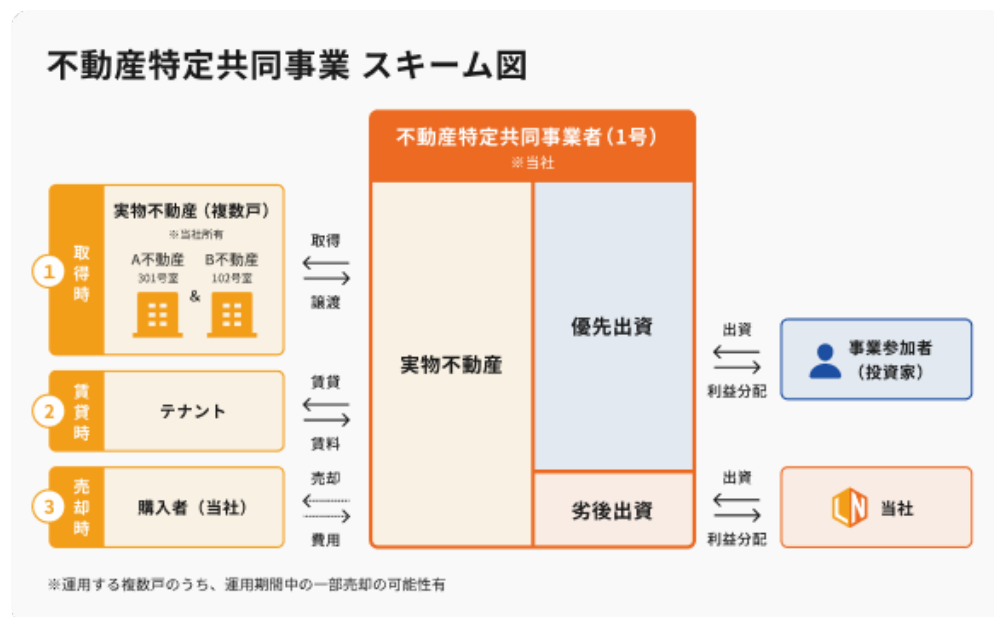 不動産特定共同事業 スキーム図
不動産特定共同事業者（1号）
※当社
1
取得時
実物不動産（複数戸）
※当社所有
A不動産
301号室
&
B不動産
102号室
取得
譲渡
2
賃貸時
テナント
賃貸
賃料
3
売却時
購入者（当社）
売却
費用
実物不動産
優先出資
劣後出資
出資
利益分配
事業参加者
（投資家）
出資
利益分配
LN
当社
※運用する複数戸のうち、運用期間中の一部売却の可能性有